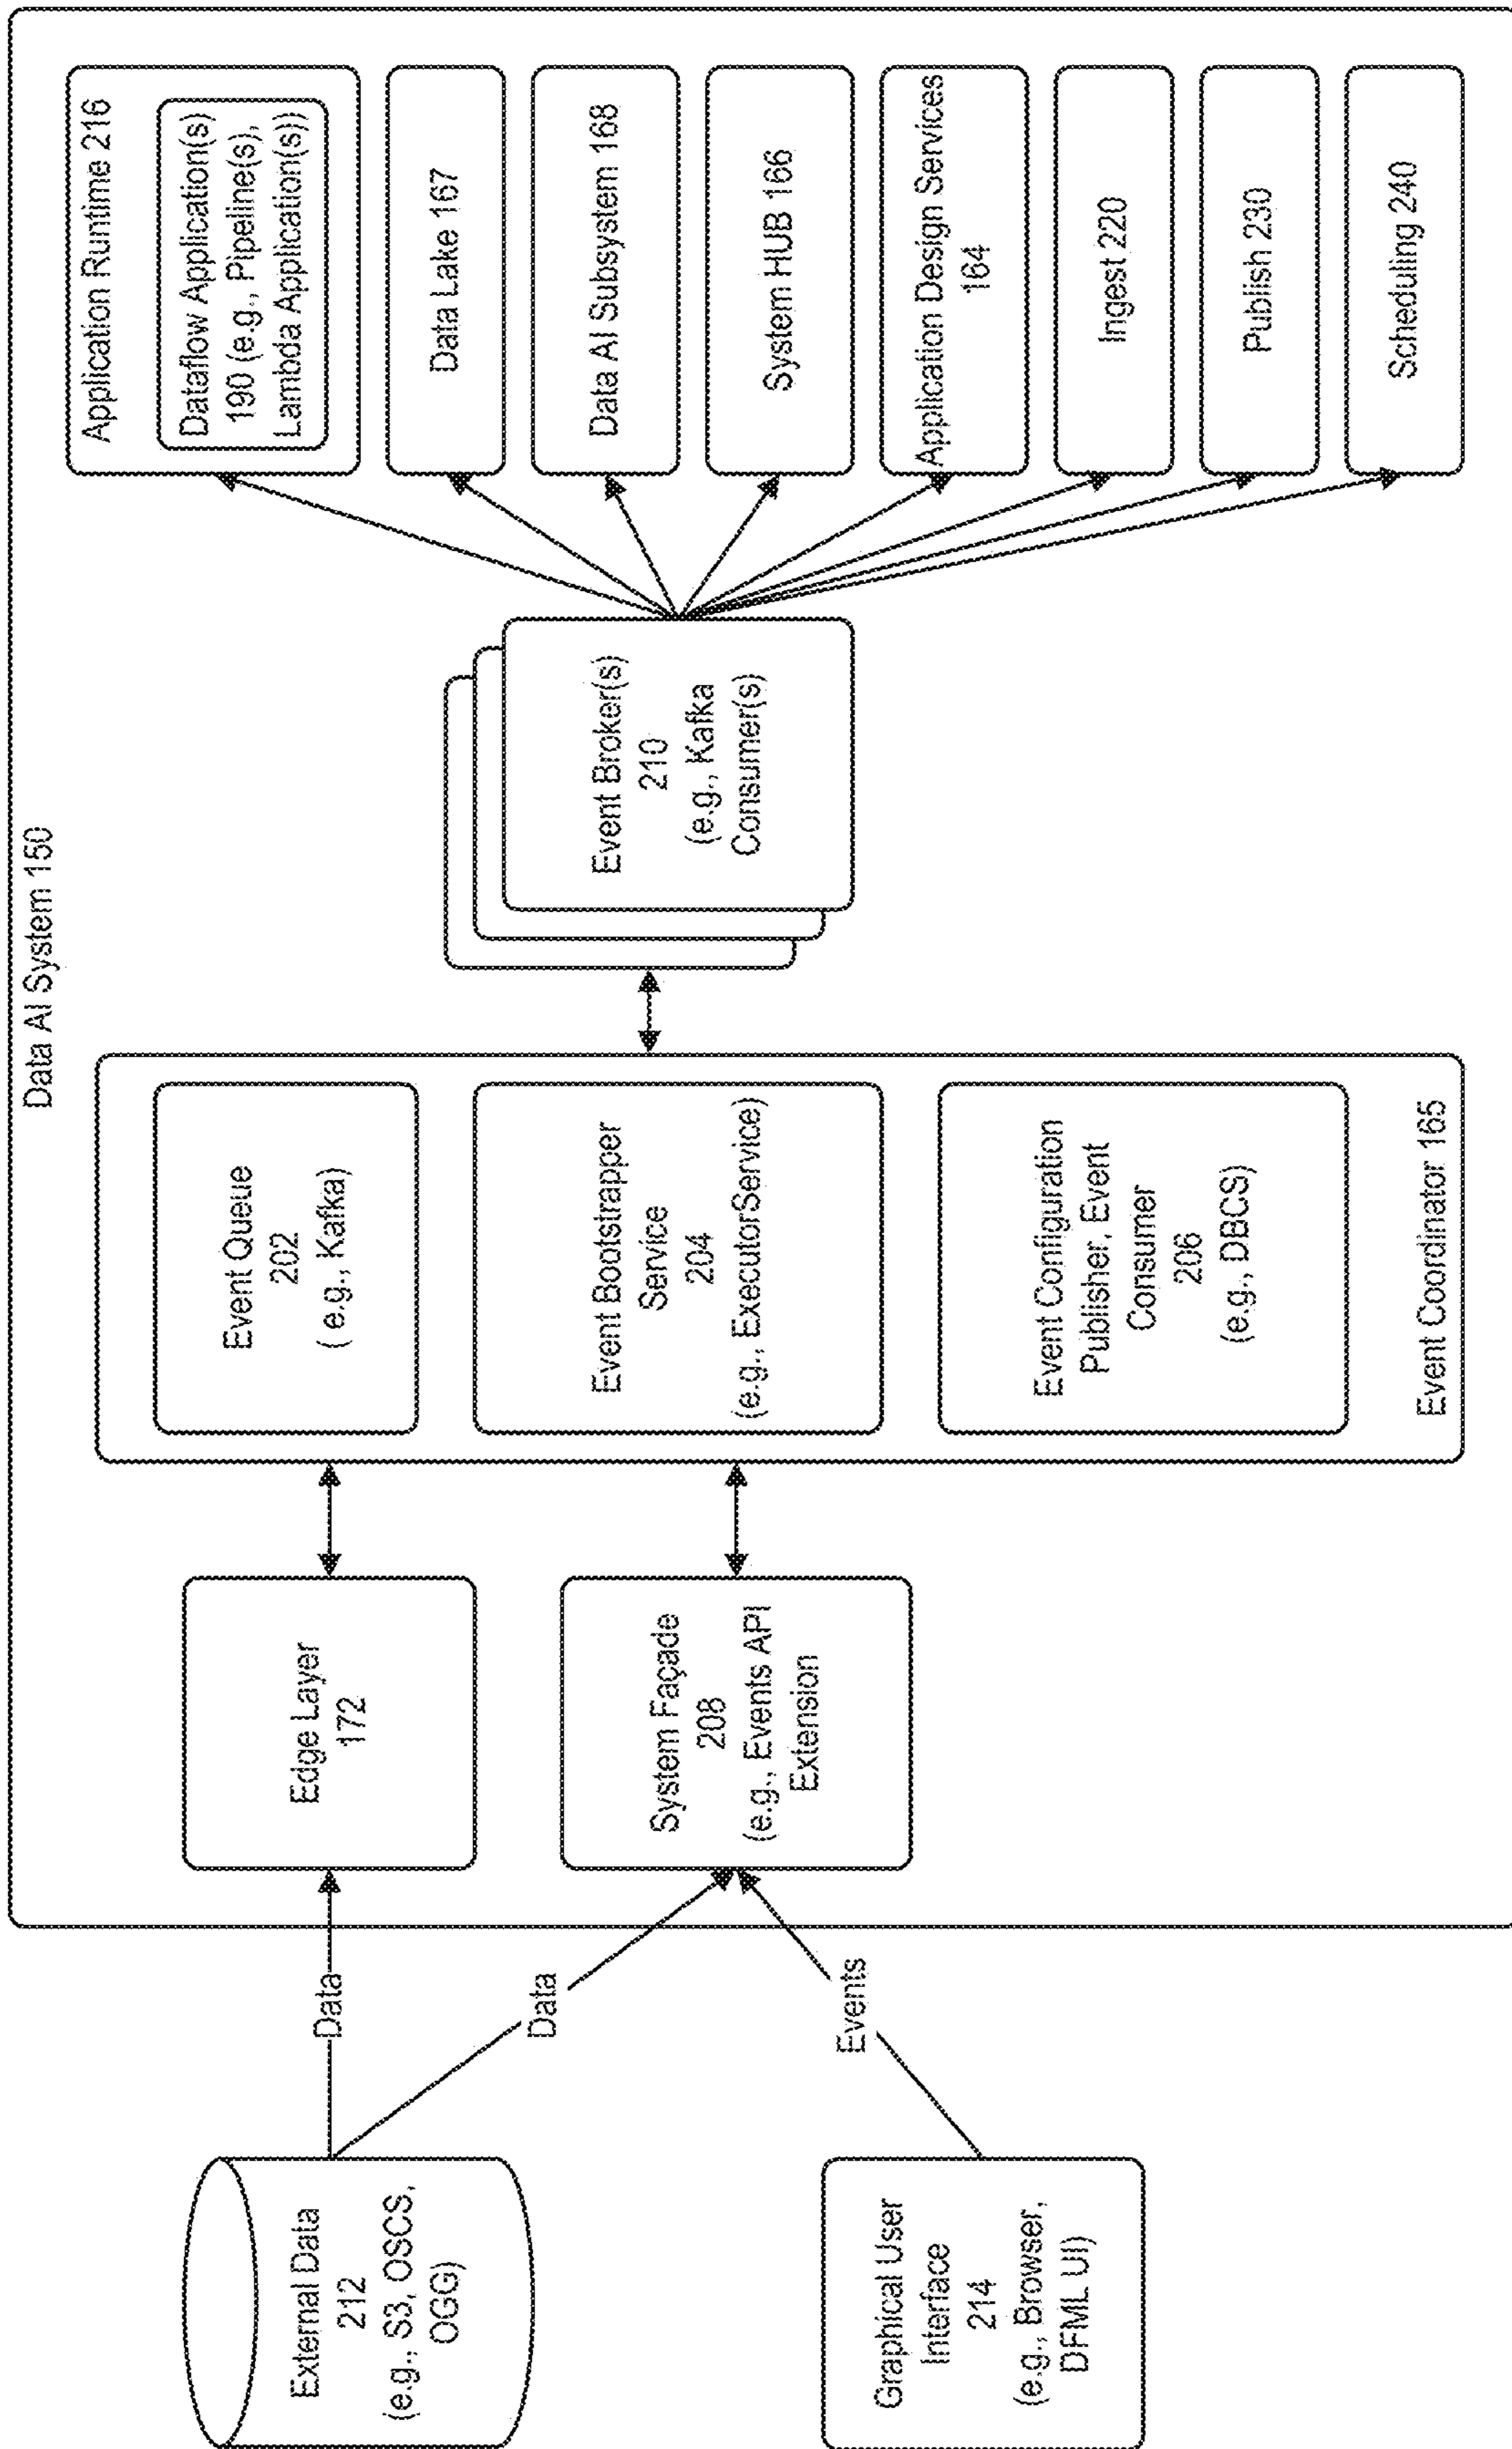 Data AI System 150
External Data
212
(e.g., S3, OSCS,
OGG)
Graphical User
Interface
214
(e.g., Browser,
DFML UI)
Data
Data
Events
Edge Layer
172
System Façade
208
(e.g., Events API
Extension
Event Queue
202
( e.g., Kafka)
Event Bootstrapper
Service
204
(e.g., ExecutorService)
Event Configuration
Publisher, Event
Consumer
206
(e.g., DBCS)
Event Coordinator 165
Event Broker(s)
210
(e.g., Kafka
Consumer(s)
Application Runtime 216
Dataflow Application(s)
190 (e.g., Pipeline(s),
Lambda Application(s))
Data Lake 167
Data AI Subsystem 168
System HUB 166
Application Design Services
164
Ingest 220
Publish 230
Scheduling 240